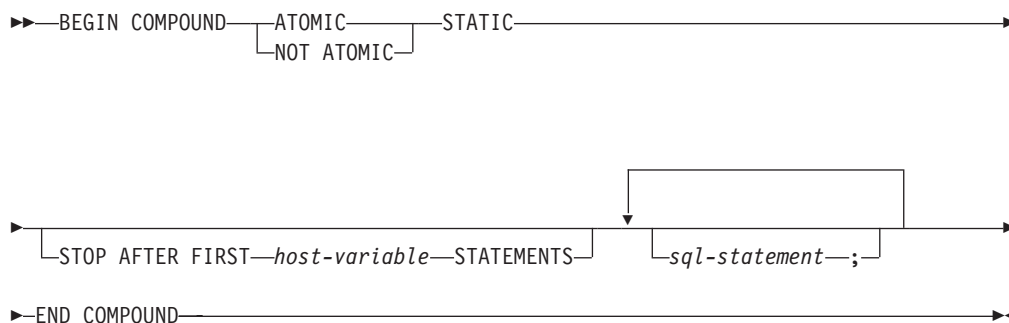 BEGIN COMPOUND ATOMIC STATIC
NOT ATOMIC
STOP AFTER FIRST host-variable STATEMENTS sql-statement ;
END COMPOUND